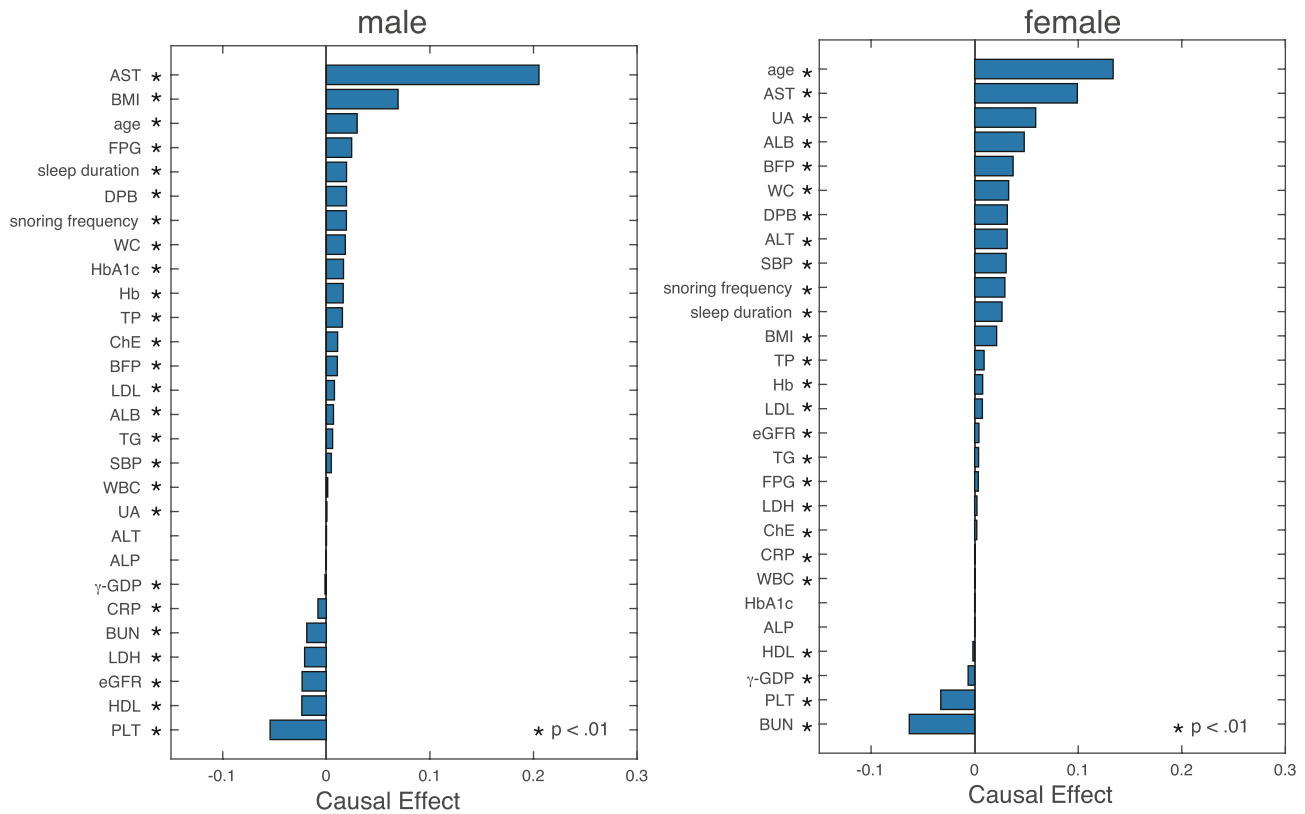 male
AST *
BMI *
age *
FPG *
sleep duration *
DPB *
snoring frequency *
WC *
HbA1c *
Hb *
TP *
ChE *
BFP *
LDL *
ALB *
TG *
SBP *
WBC *
UA *
ALT
ALP
γ-GDP *
CRP *
BUN *
LDH *
eGFR *
HDL *
PLT *
* p < .01
-0.1 0 0.1 0.2 0.3
Causal Effect
female
age *
AST *
UA *
ALB *
BFP *
WC *
DPB *
ALT *
SBP *
snoring frequency *
sleep duration *
BMI *
TP *
Hb *
LDL *
eGFR *
TG *
FPG *
LDH *
ChE *
CRP *
WBC *
HbA1c
ALP
HDL *
γ-GDP *
PLT *
BUN *
* p < .01
-0.1 0 0.1 0.2 0.3
Causal Effect